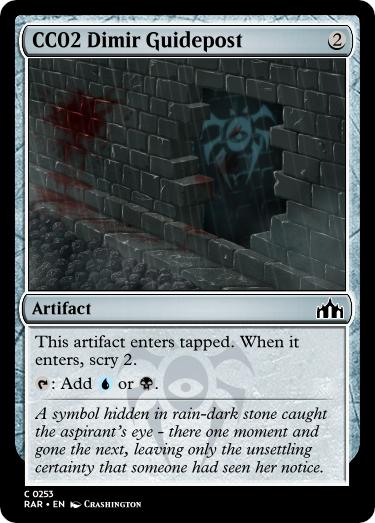 CC02 Dimir Guidepost 2
Artifact
This artifact enters tapped. When it
enters, scry 2.
: Add or .
A symbol hidden in rain-dark stone caught
the aspirant's eye - there one moment and
gone the next, leaving only the unsettling
certainty that someone had seen her notice.
C 0253
RAR • EN Crashington